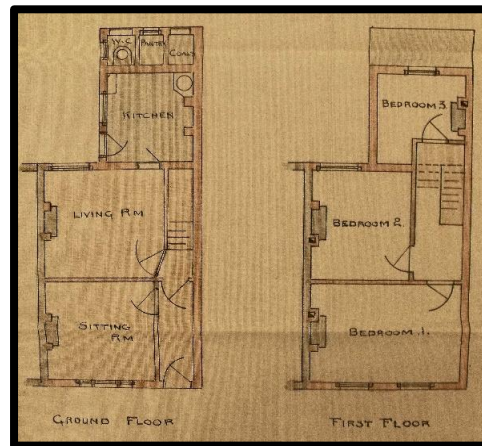 W.C
PANTRY
COALS
KITCHEN
LIVING RM
SITTING
RM
GROUND FLOOR
BEDROOM 3.
BEDROOM 2.
BEDROOM .1.
FIRST FLOOR